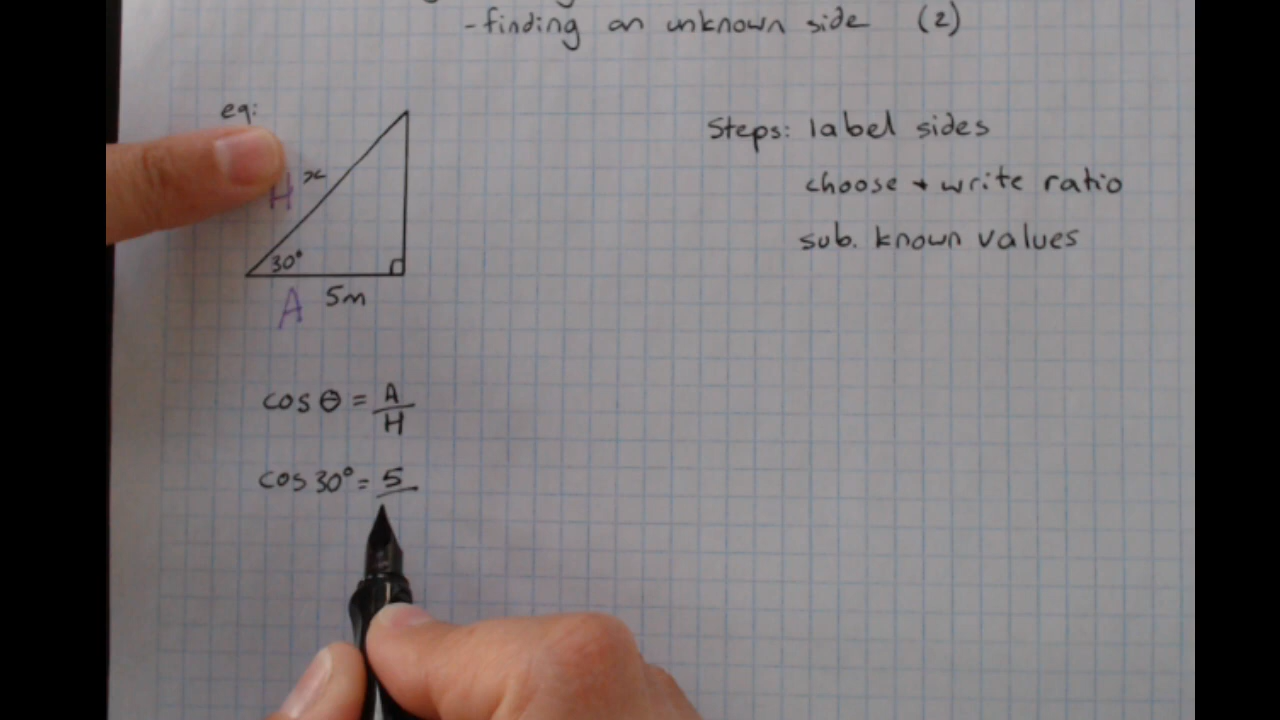 -finding an unknown side (2)
eg:
H x
30°
A 5m
Steps: label sides
choose + write ratio
sub. known values
cos θ = A/H
cos 30° = 5